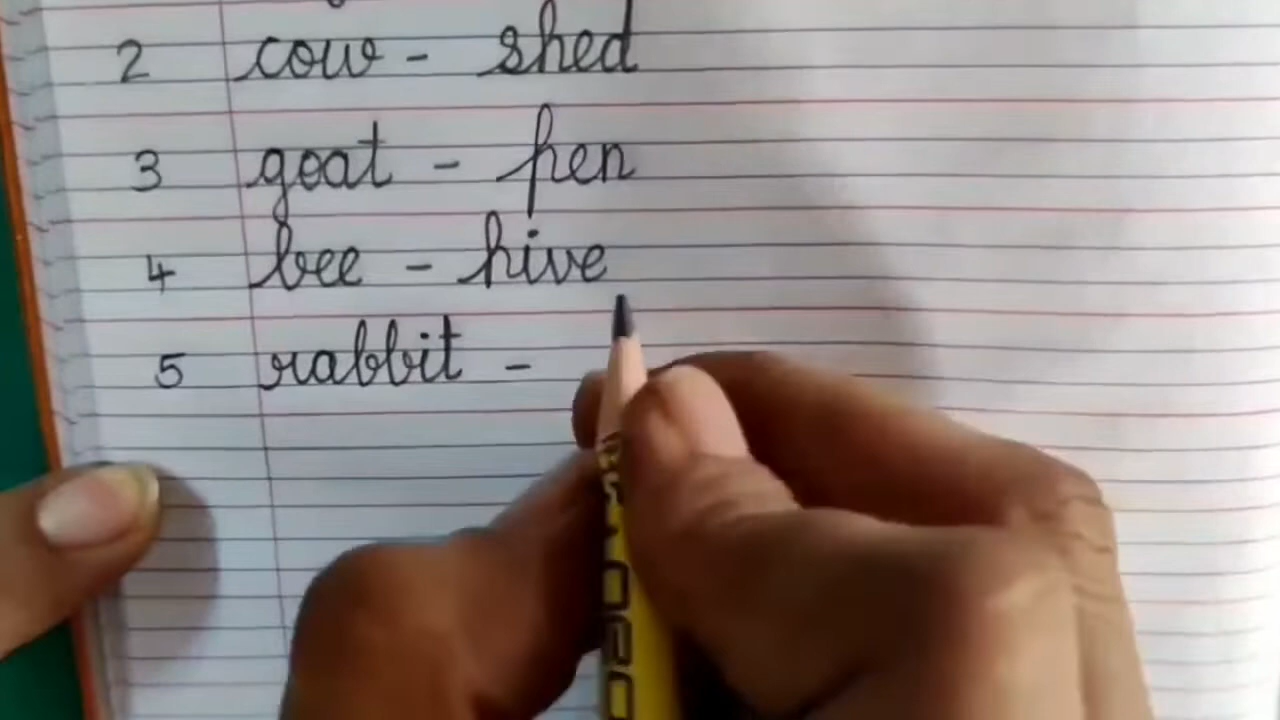 2 cow - shed
3 goat - pen
4 bee - hive
5 rabbit -